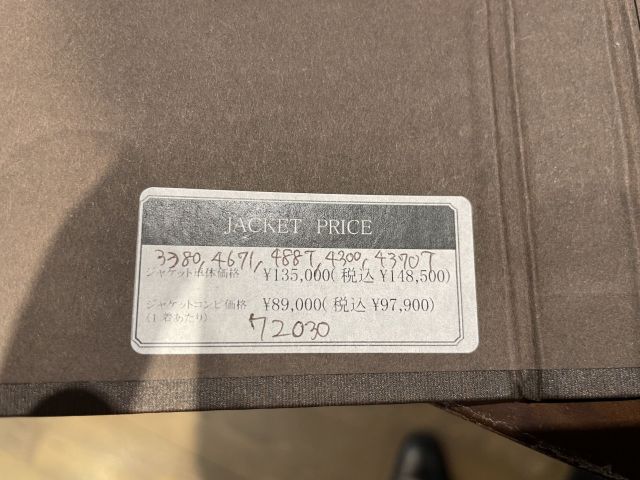 JACKET PRICE
3380, 4671, 4887, 4300, 43707
ジャケット単体価格 ¥135,000(税込 ¥148,500)
ジャケットコンビ価格 ¥89,000(税込 ¥97,900)
(1着あたり)
72030